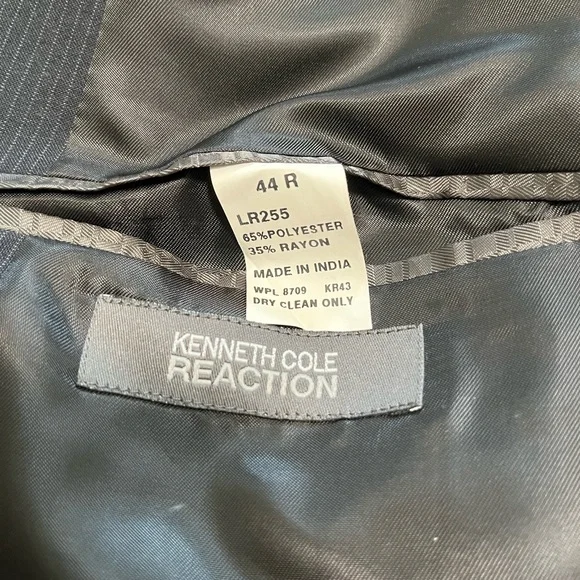 44 R
LR255
65%POLYESTER
35% RAYON
MADE IN INDIA
WPL 8709 KR43
DRY CLEAN ONLY
KENNETH COLE
REACTION